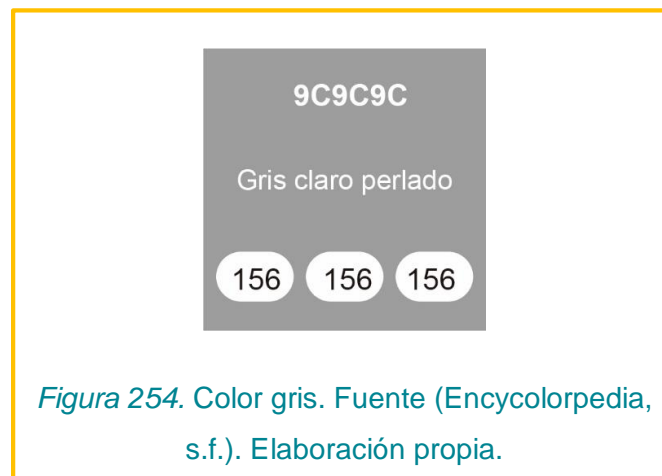 9C9C9C
Gris claro perlado
156 156 156
Figura 254. Color gris. Fuente (Encycolorpedia,
s.f.). Elaboración propia.